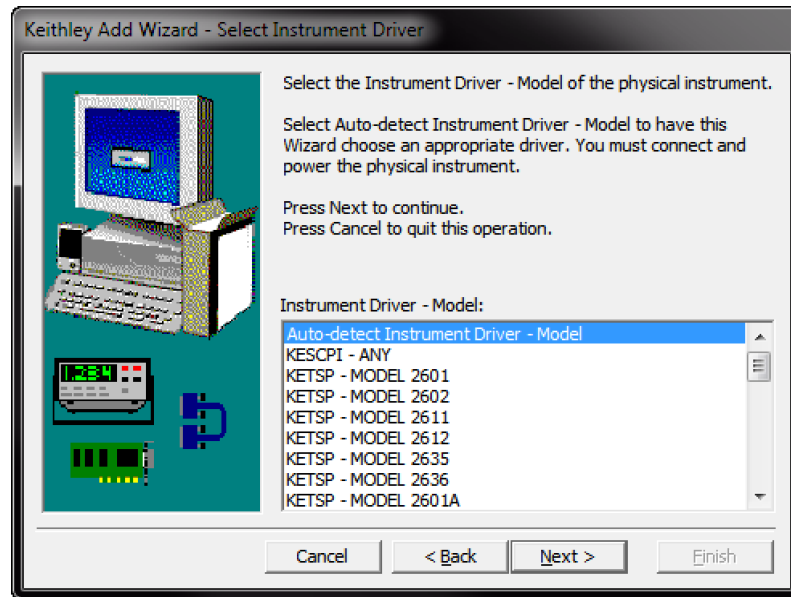 Keithley Add Wizard - Select Instrument Driver
Select the Instrument Driver - Model of the physical instrument.
Select Auto-detect Instrument Driver - Model to have this
Wizard choose an appropriate driver. You must connect and
power the physical instrument.
Press Next to continue.
Press Cancel to quit this operation.
Instrument Driver - Model:
Auto-detect Instrument Driver - Model
KESCPI - ANY
KETSP - MODEL 2601
KETSP - MODEL 2602
KETSP - MODEL 2611
KETSP - MODEL 2612
KETSP - MODEL 2635
KETSP - MODEL 2636
KETSP - MODEL 2601A
1.284
Cancel
< Back
Next >
Finish